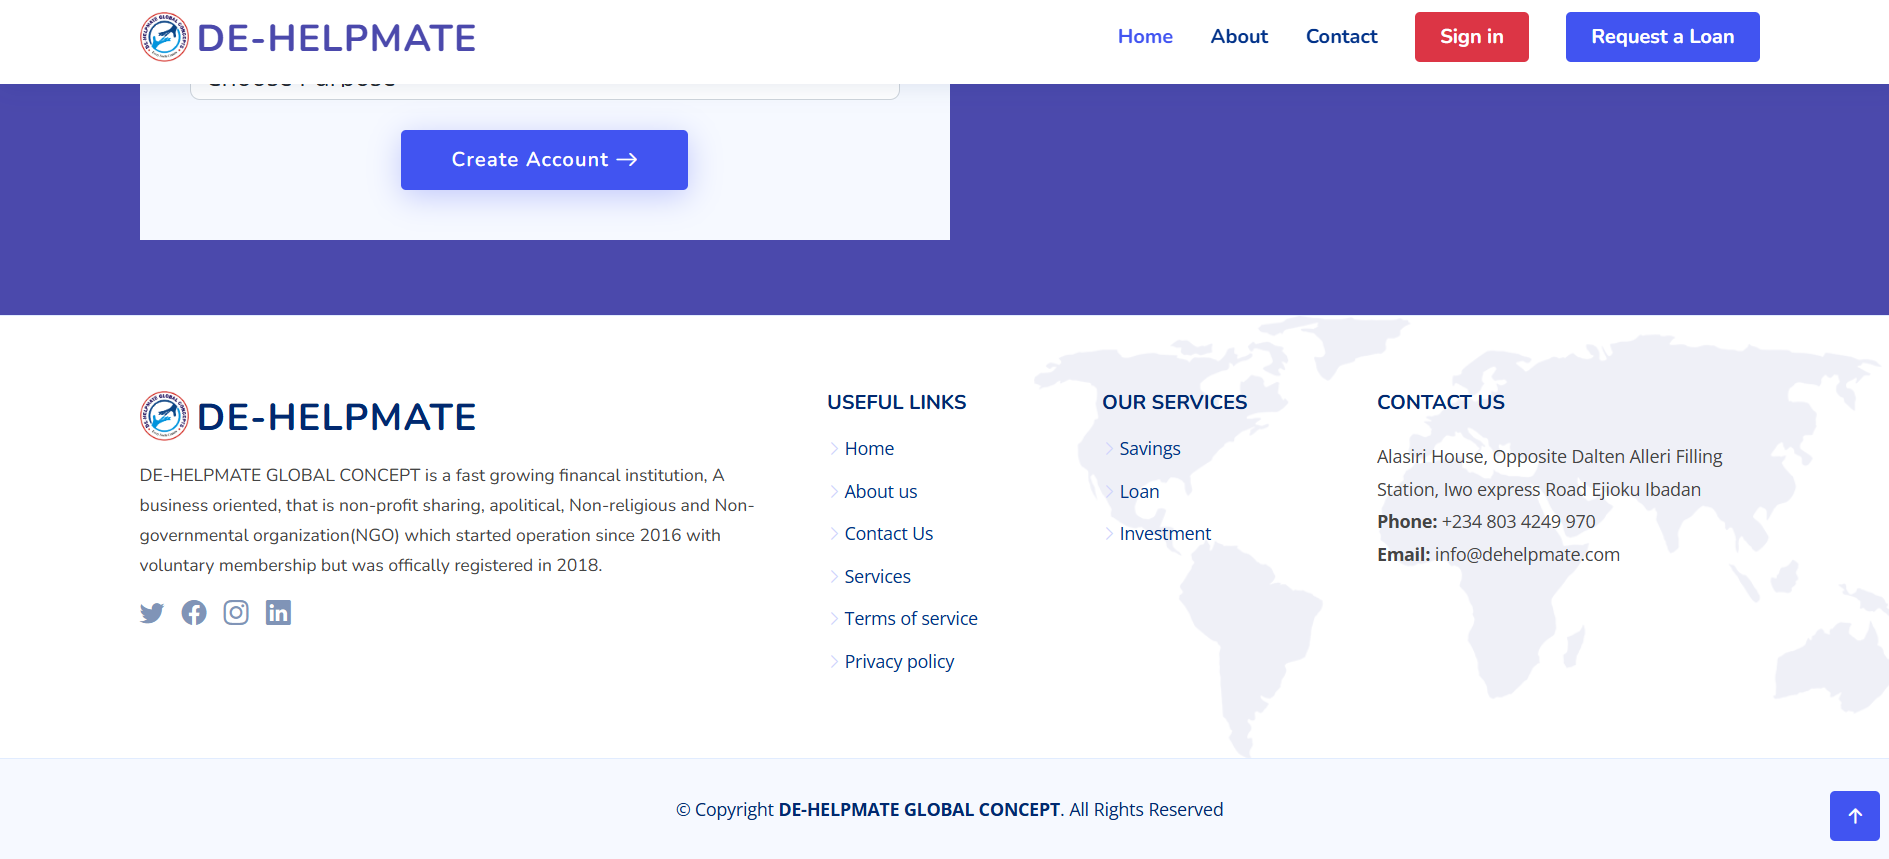 DE-HELPMATE
Home About Contact Sign in Request a Loan
Choose Purpose
Create Account →
DE-HELPMATE
DE-HELPMATE GLOBAL CONCEPT is a fast growing financal institution, A
business oriented, that is non-profit sharing, apolitical, Non-religious and Non-
governmental organization(NGO) which started operation since 2016 with
voluntary membership but was offically registered in 2018.
USEFUL LINKS
Home
About us
Contact Us
Services
Terms of service
Privacy policy
OUR SERVICES
Savings
Loan
Investment
CONTACT US
Alasiri House, Opposite Dalten Alleri Filling
Station, Iwo express Road Ejioku Ibadan
Phone: +234 803 4249 970
Email: info@dehelpmate.com
© Copyright DE-HELPMATE GLOBAL CONCEPT. All Rights Reserved